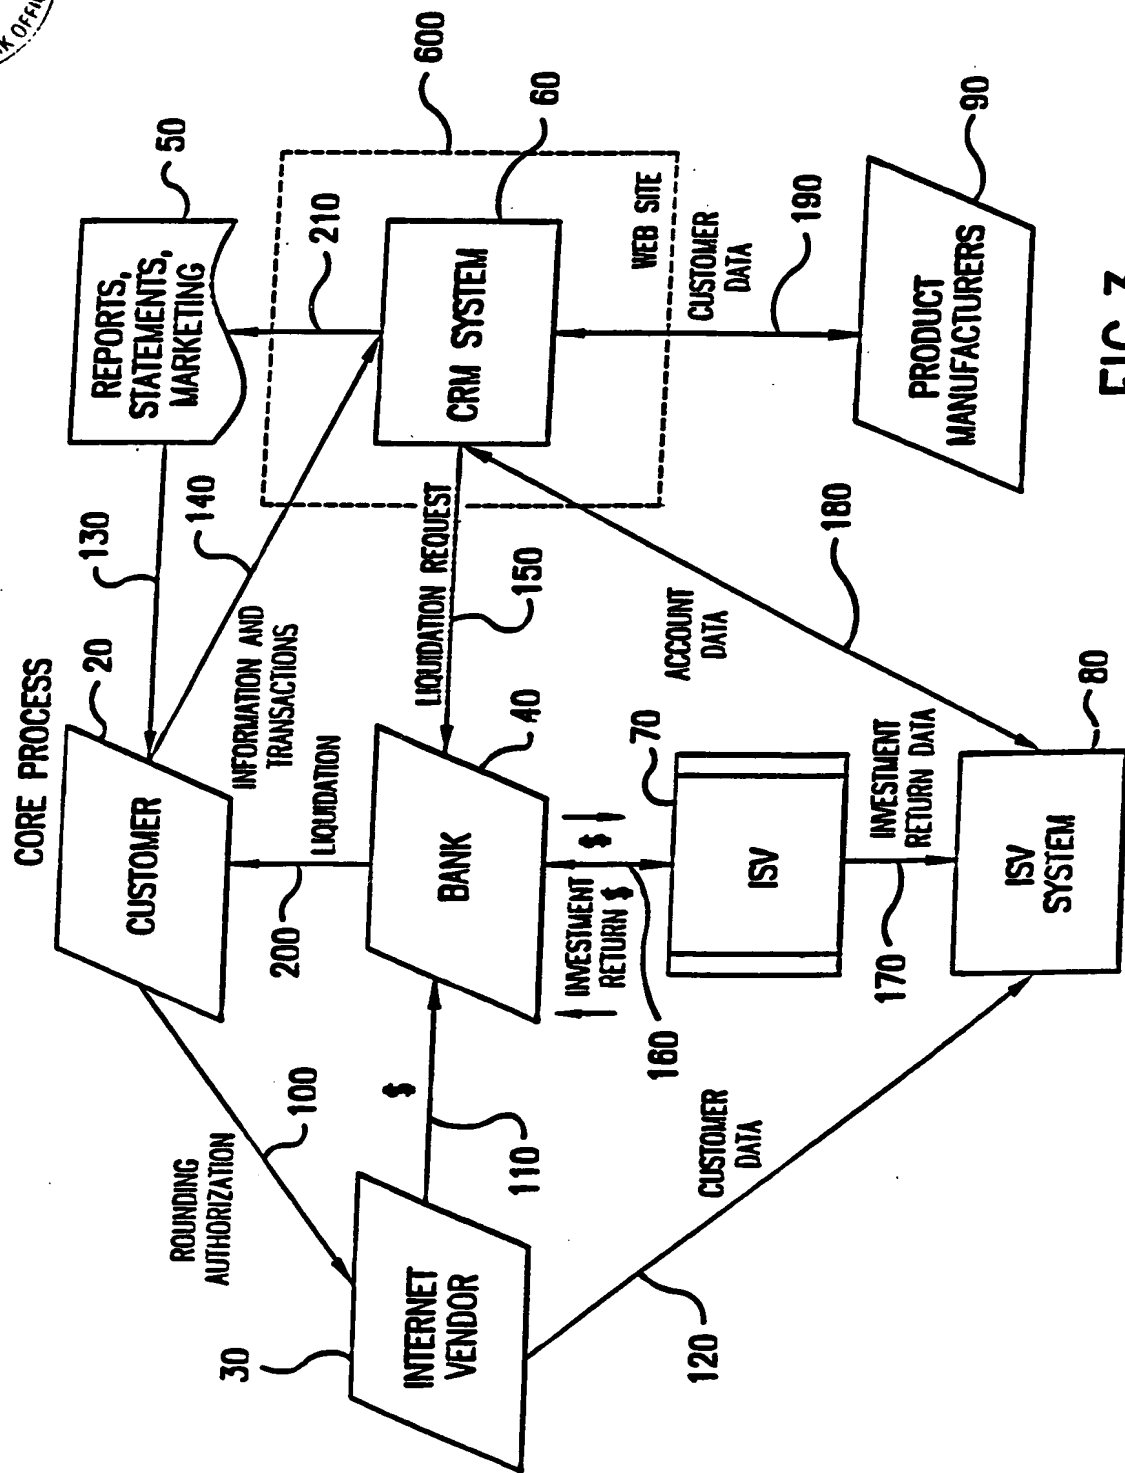 K OFFI
CORE PROCESS
CUSTOMER
20
130
REPORTS,
STATEMENTS,
MARKETING
50
140
INFORMATION AND
TRANSACTIONS
210
600
ROUNDING
AUTHORIZATION
100
200
LIQUIDATION
LIQUIDATION REQUEST
150
CRM SYSTEM
60
WEB SITE
30
INTERNET
VENDOR
$
110
BANK
40
INVESTMENT
RETURN $
$
160
ACCOUNT
DATA
180
CUSTOMER
DATA
190
120
CUSTOMER
DATA
ISV
70
170
INVESTMENT
RETURN DATA
ISV
SYSTEM
80
PRODUCT
MANUFACTURERS
90